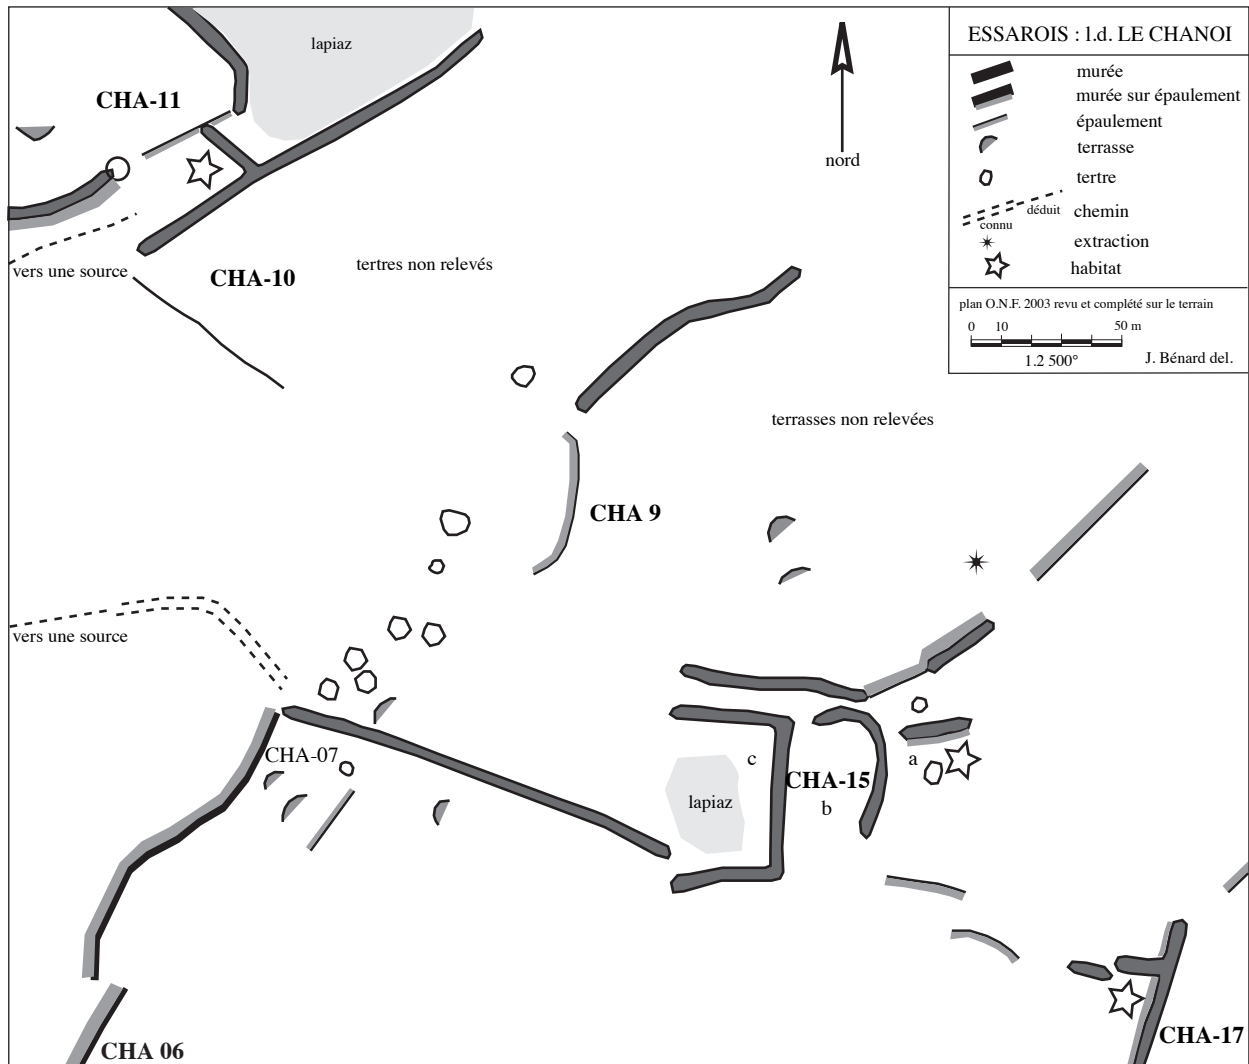 lapiaz
CHA-11
vers une source
CHA-10
tertres non relevés
nord
ESSAROIS : l.d. LE CHANOI
murée
murée sur épaulement
épaulement
terrasse
tertre
déduit
connu
chemin
extraction
habitat
plan O.N.F. 2003 revu et complété sur le terrain
0 10 50 m
1.2 500°
J. Bénard del.
terrasses non relevées
CHA 9
vers une source
CHA-07
c
CHA-15
a
lapiaz
b
CHA-17
CHA 06